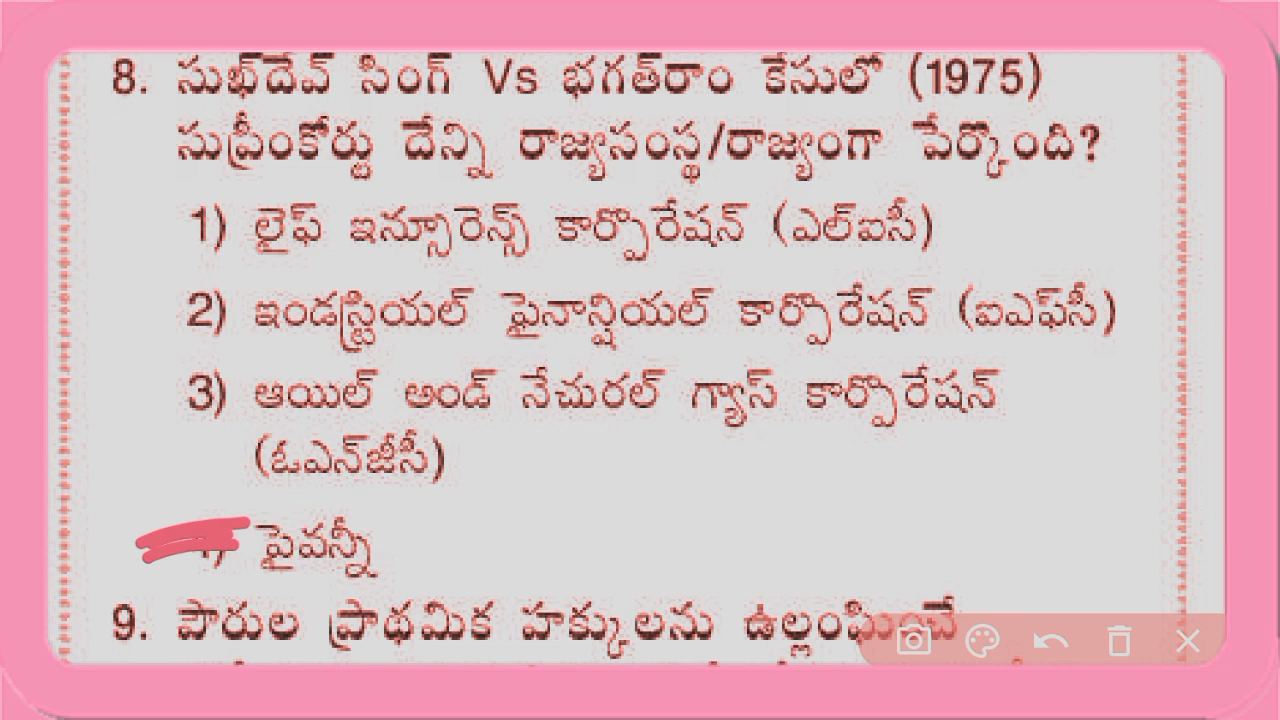 8. సుఖ్‌దేవ్ సింగ్ Vs భగత్‌రాం కేసులో (1975)
సుప్రీంకోర్టు దేన్ని రాజ్యసంస్థ/రాజ్యంగా పేర్కొంది?
1) లైఫ్ ఇన్సూరెన్స్ కార్పొరేషన్ (ఎల్ఐసీ)
2) ఇండస్ట్రియల్ ఫైనాన్షియల్ కార్పొరేషన్ (ఐఎఫ్‌సీ)
3) ఆయిల్ అండ్ నేచురల్ గ్యాస్ కార్పొరేషన్
(ఓఎన్‌జీసీ)
పైవన్నీ
9. పౌరుల ప్రాథమిక హక్కులను ఉల్లంఘించే